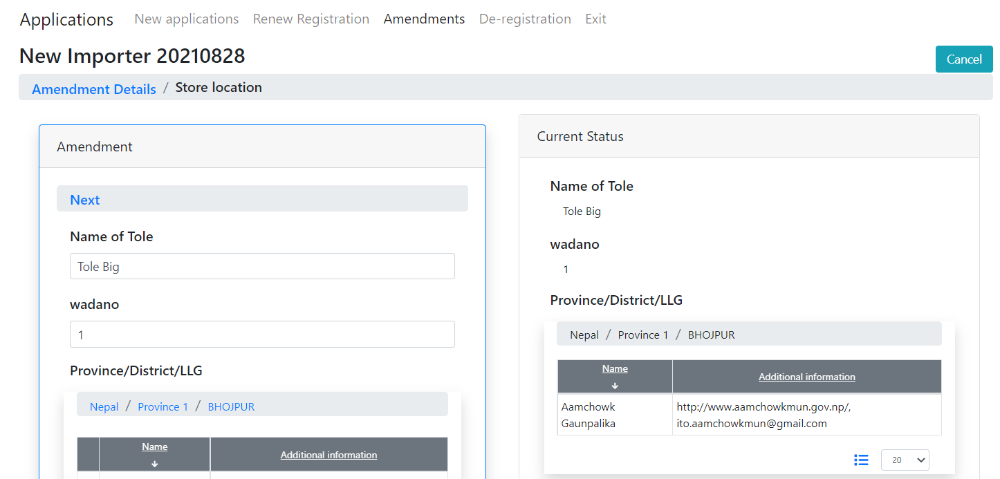 Applications New applications Renew Registration Amendments De-registration Exit
New Importer 20210828
Cancel
Amendment Details / Store location
Amendment
Next
Name of Tole
Tole Big
wadano
1
Province/District/LLG
Nepal / Province 1 / BHOJPUR
Name
Additional information
Current Status
Name of Tole
Tole Big
wadano
1
Province/District/LLG
Nepal / Province 1 / BHOJPUR
Name
Additional information
Aamchowk
Gaunpalika
http://www.aamchowkmun.gov.np/,
ito.aamchowkmun@gmail.com
20